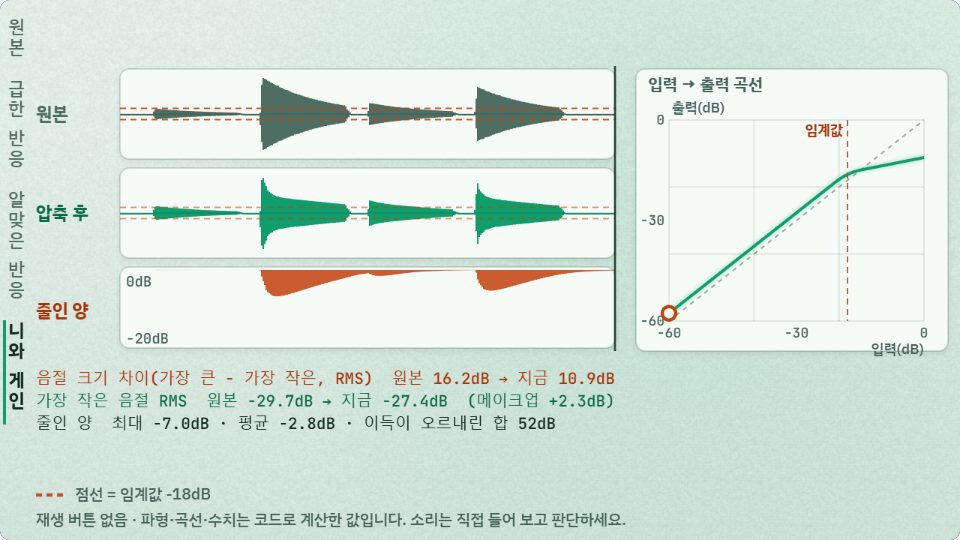 원본
급한 반응
알맞은 반응
니와 게인
원본
압축 후
줄인 양
0dB
-20dB
입력 → 출력 곡선
출력(dB)
임계값
0
-30
-60
-60
-30
0
입력(dB)
음절 크기 차이(가장 큰 - 가장 작은, RMS) 원본 16.2dB → 지금 10.9dB
가장 작은 음절 RMS 원본 -29.7dB → 지금 -27.4dB (메이크업 +2.3dB)
줄인 양 최대 -7.0dB · 평균 -2.8dB · 이득이 오르내린 합 52dB
점선 = 임계값 -18dB
재생 버튼 없음 · 파형·곡선·수치는 코드로 계산한 값입니다. 소리는 직접 들어 보고 판단하세요.